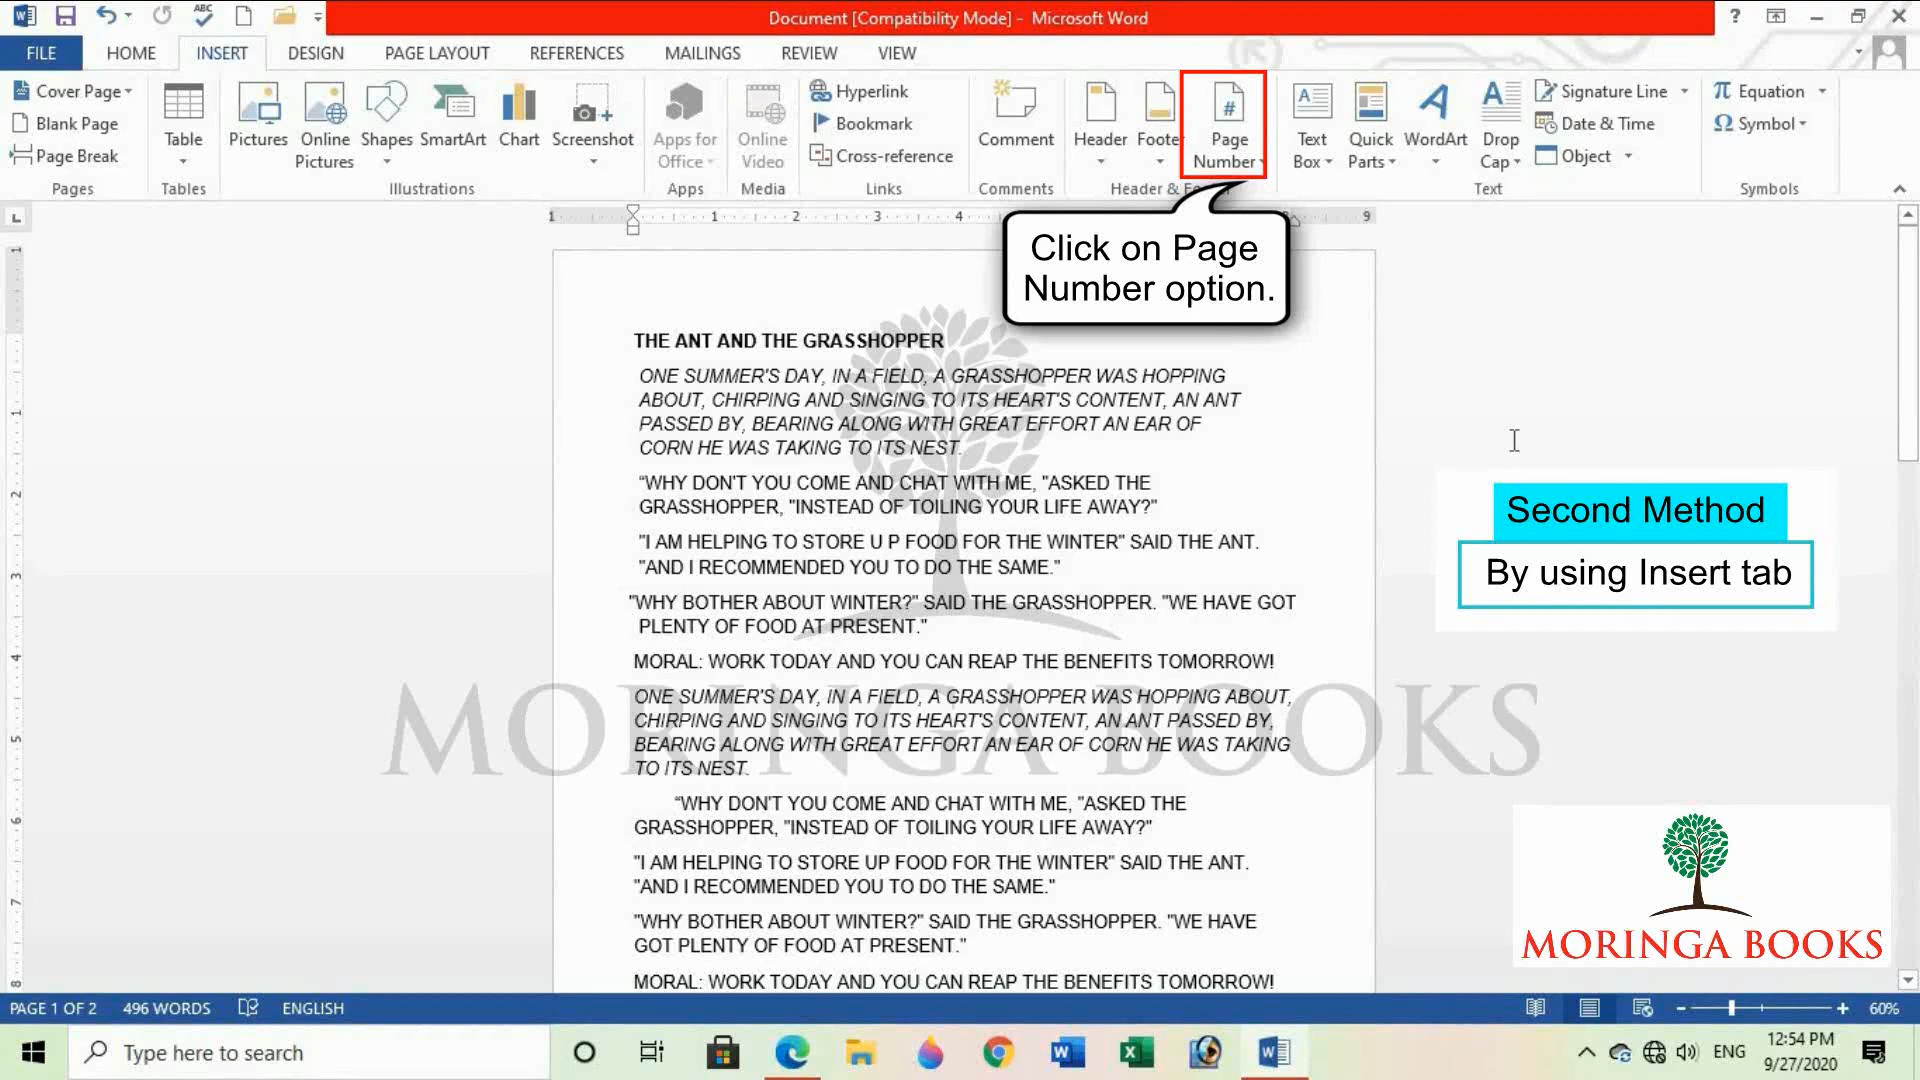 Document [Compatibility Mode] - Microsoft Word
FILE HOME INSERT DESIGN PAGE LAYOUT REFERENCES MAILINGS REVIEW VIEW
Cover Page
Blank Page
Page Break
Pages
Table
Tables
Pictures
Online Pictures
Shapes
SmartArt
Chart
Screenshot
Illustrations
Apps for Office
Apps
Online Video
Media
Hyperlink
Bookmark
Cross-reference
Links
Comment
Comments
Header
Footer
Page Number
Header &
Text Box
Quick Parts
WordArt
Drop Cap
Signature Line
Date & Time
Object
Text
Equation
Symbol
Symbols
Click on Page
Number option.
THE ANT AND THE GRASSHOPPER
ONE SUMMER'S DAY, IN A FIELD, A GRASSHOPPER WAS HOPPING
ABOUT, CHIRPING AND SINGING TO ITS HEART'S CONTENT, AN ANT
PASSED BY, BEARING ALONG WITH GREAT EFFORT AN EAR OF
CORN HE WAS TAKING TO ITS NEST.
“WHY DON'T YOU COME AND CHAT WITH ME, "ASKED THE
GRASSHOPPER, "INSTEAD OF TOILING YOUR LIFE AWAY?"
"I AM HELPING TO STORE U P FOOD FOR THE WINTER" SAID THE ANT.
"AND I RECOMMENDED YOU TO DO THE SAME."
"WHY BOTHER ABOUT WINTER?" SAID THE GRASSHOPPER. "WE HAVE GOT
PLENTY OF FOOD AT PRESENT."
MORAL: WORK TODAY AND YOU CAN REAP THE BENEFITS TOMORROW!
ONE SUMMER'S DAY, IN A FIELD, A GRASSHOPPER WAS HOPPING ABOUT,
CHIRPING AND SINGING TO ITS HEART'S CONTENT, AN ANT PASSED BY,
BEARING ALONG WITH GREAT EFFORT AN EAR OF CORN HE WAS TAKING
TO ITS NEST.
“WHY DON'T YOU COME AND CHAT WITH ME, "ASKED THE
GRASSHOPPER, "INSTEAD OF TOILING YOUR LIFE AWAY?"
"I AM HELPING TO STORE UP FOOD FOR THE WINTER" SAID THE ANT.
"AND I RECOMMENDED YOU TO DO THE SAME."
"WHY BOTHER ABOUT WINTER?" SAID THE GRASSHOPPER. "WE HAVE
GOT PLENTY OF FOOD AT PRESENT."
MORAL: WORK TODAY AND YOU CAN REAP THE BENEFITS TOMORROW!
MORINGA BOOKS
Second Method
By using Insert tab
MORINGA BOOKS
PAGE 1 OF 2 496 WORDS ENGLISH 60%
Type here to search
ENG
12:54 PM
9/27/2020